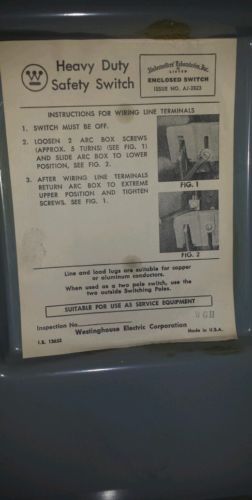 Heavy Duty
Safety Switch
Underwriters' Laboratories, Inc.
LISTED
ENCLOSED SWITCH
ISSUE NO. AJ-2823
INSTRUCTIONS FOR WIRING LINE TERMINALS
1. SWITCH MUST BE OFF.
2. LOOSEN 2 ARC BOX SCREWS
(APPROX. 5 TURNS) (SEE FIG. 1)
AND SLIDE ARC BOX TO LOWER
POSITION, SEE FIG. 2.
3. AFTER WIRING LINE TERMINALS
RETURN ARC BOX TO EXTREME
UPPER POSITION AND TIGHTEN
SCREWS. SEE FIG. 1.
FIG. 1
FIG. 2
Line and load lugs are suitable for copper
or aluminum conductors.
When used as a two pole switch, use the
two outside Switching Poles.
SUITABLE FOR USE AS SERVICE EQUIPMENT
Inspection No.
Westinghouse Electric Corporation
Made in U.S.A.